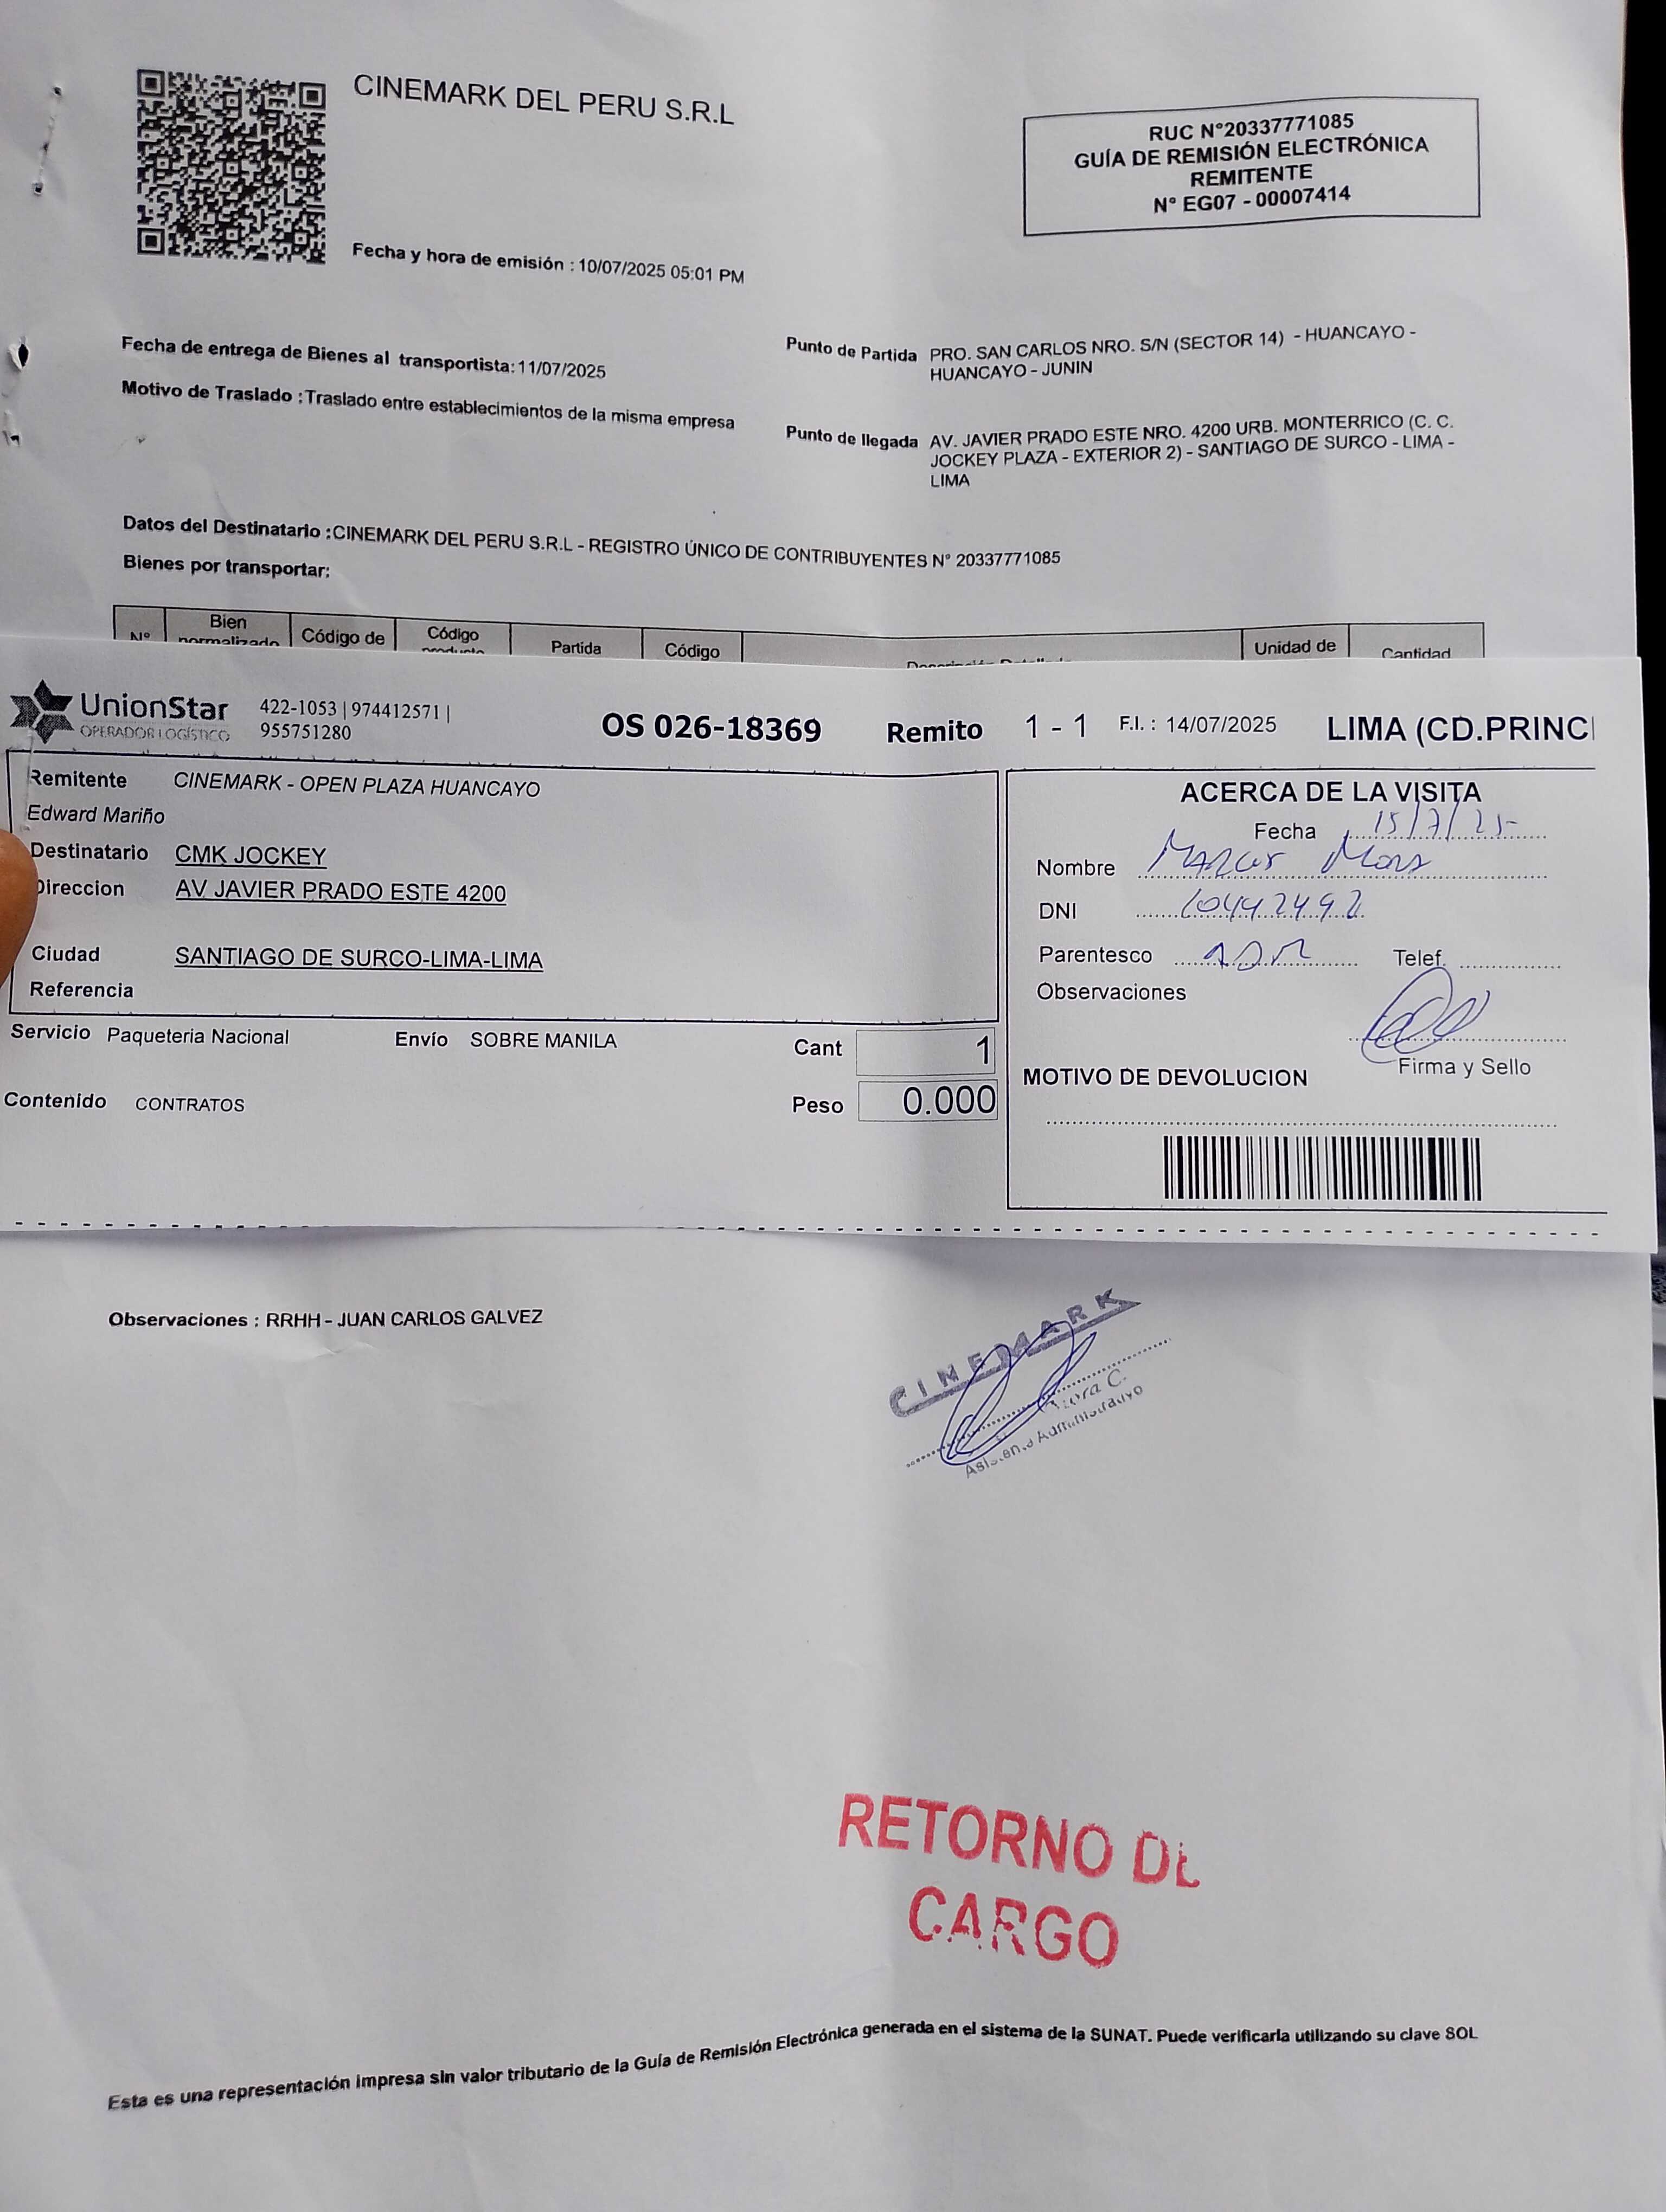 CINEMARK DEL PERU S.R.L
RUC N°20337771085
GUÍA DE REMISIÓN ELECTRÓNICA
REMITENTE
N° EG07 - 00007414
Fecha y hora de emisión : 10/07/2025 05:01 PM
Fecha de entrega de Bienes al transportista: 11/07/2025
Motivo de Traslado : Traslado entre establecimientos de la misma empresa
Punto de Partida PRO. SAN CARLOS NRO. S/N (SECTOR 14) - HUANCAYO -
HUANCAYO - JUNIN
Punto de llegada AV. JAVIER PRADO ESTE NRO. 4200 URB. MONTERRICO (C. C.
JOCKEY PLAZA - EXTERIOR 2) - SANTIAGO DE SURCO - LIMA -
LIMA
Datos del Destinatario : CINEMARK DEL PERU S.R.L - REGISTRO ÚNICO DE CONTRIBUYENTES N° 20337771085
Bienes por transportar:
N° Bien normalizado Código de Código producto Partida Código Unidad de Cantidad
UnionStar
OPERADOR LOGÍSTICO
422-1053 | 974412571 |
955751280
OS 026-18369 Remito 1 - 1 F.I. : 14/07/2025 LIMA (CD.PRINCI
Remitente CINEMARK - OPEN PLAZA HUANCAYO
Edward Mariño
Destinatario CMK JOCKEY
Direccion AV JAVIER PRADO ESTE 4200
Ciudad SANTIAGO DE SURCO-LIMA-LIMA
Referencia
Servicio Paqueteria Nacional Envío SOBRE MANILA Cant 1
Contenido CONTRATOS Peso 0.000
ACERCA DE LA VISITA
Fecha 15/7/25
Nombre Marcos Mora
DNI 10442492
Parentesco ADM Telef.
Observaciones
Firma y Sello
MOTIVO DE DEVOLUCION
Observaciones : RRHH - JUAN CARLOS GALVEZ
CINEMARK
Mora C.
Asistente Administrativo
RETORNO DE
CARGO
Esta es una representación impresa sin valor tributario de la Guía de Remisión Electrónica generada en el sistema de la SUNAT. Puede verificarla utilizando su clave SOL